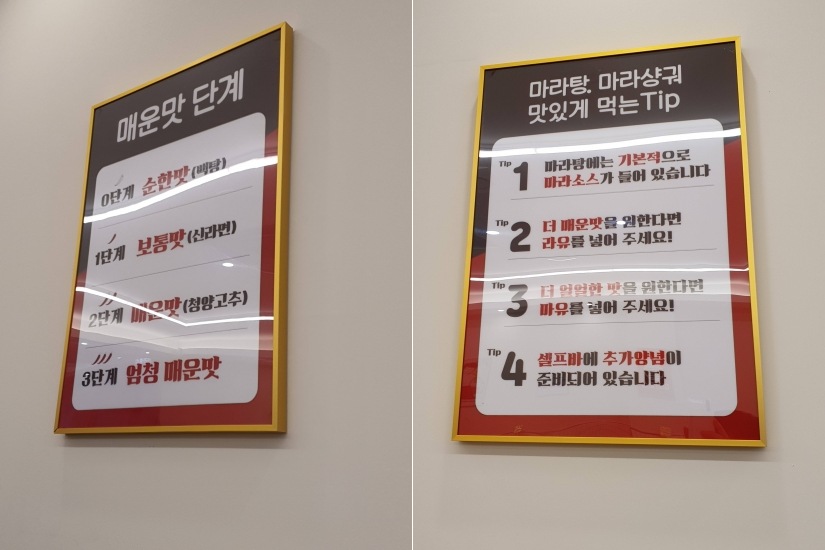 매운맛 단계
0단계 순한맛(백탕)
1단계 보통맛(신라면)
2단계 매운맛(청양고추)
3단계 엄청 매운맛
마라탕. 마라샹궈
맛있게 먹는Tip
Tip 1 마라탕에는 기본적으로
마라소스가 들어 있습니다
Tip 2 더 매운맛을 원한다면
라유를 넣어 주세요!
Tip 3 더 얼얼한 맛을 원한다면
마유를 넣어 주세요!
Tip 4 셀프바에 추가양념이
준비되어 있습니다